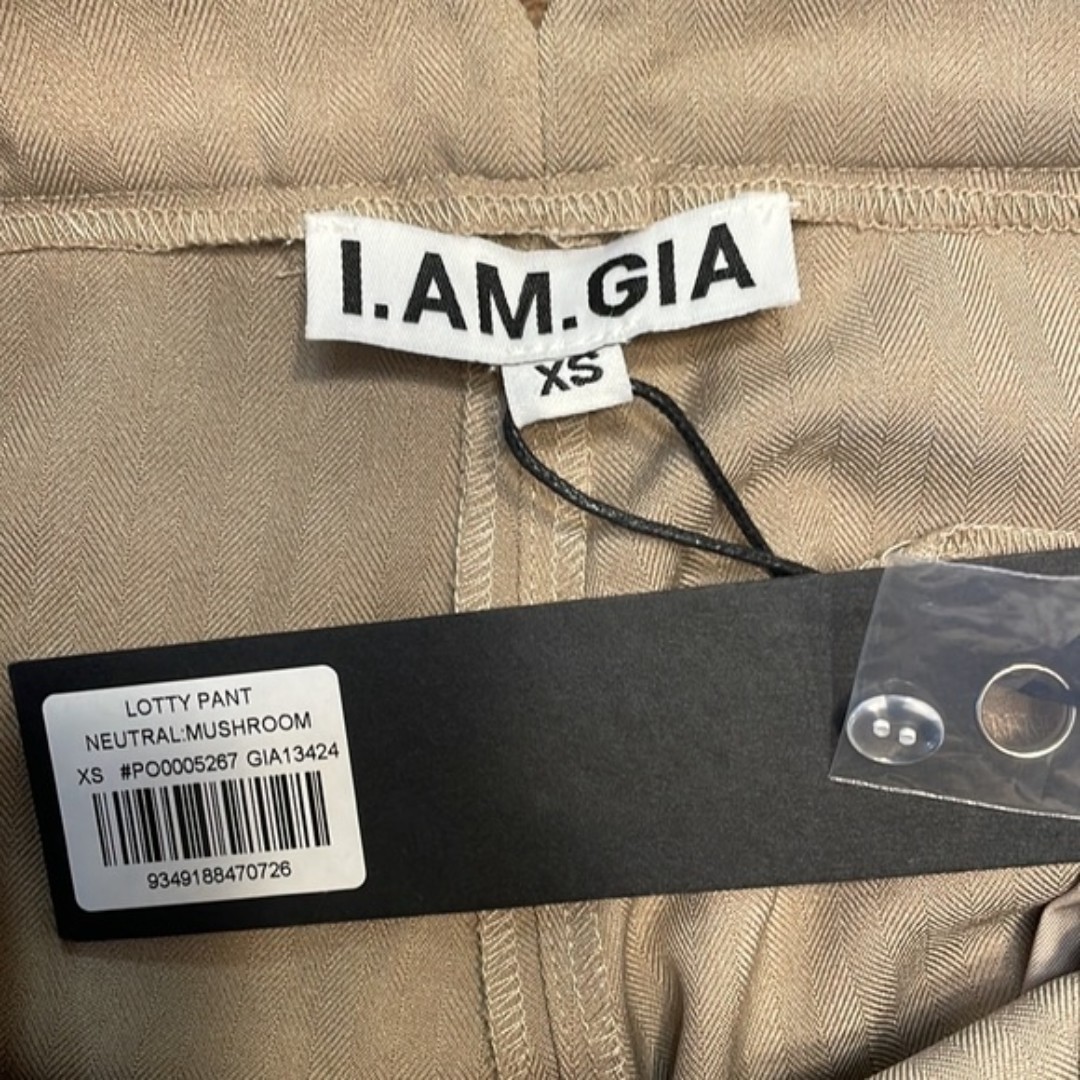 I.AM.GIA
XS
LOTTY PANT
NEUTRAL:MUSHROOM
XS #PO0005267 GIA13424
9349188470726